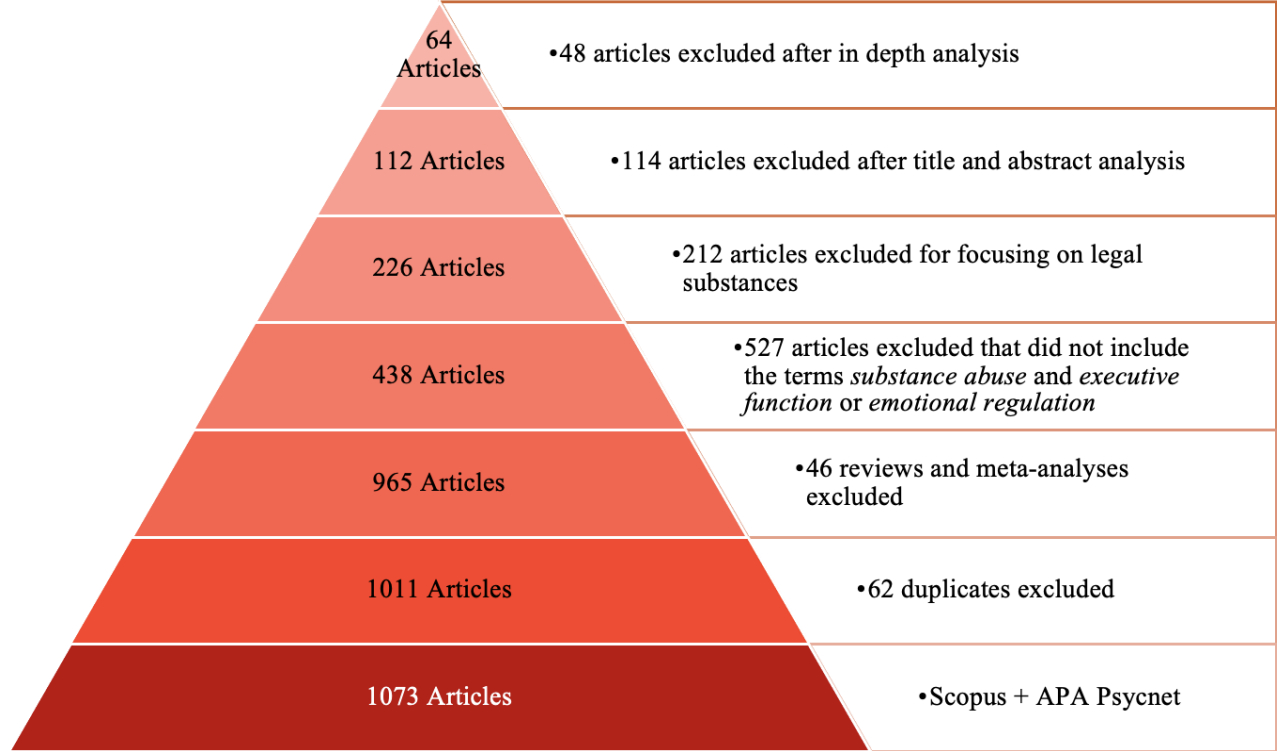 64
Articles
•48 articles excluded after in depth analysis
112 Articles
•114 articles excluded after title and abstract analysis
226 Articles
•212 articles excluded for focusing on legal
substances
438 Articles
•527 articles excluded that did not include
the terms substance abuse and executive
function or emotional regulation
965 Articles
•46 reviews and meta-analyses
excluded
1011 Articles
•62 duplicates excluded
1073 Articles
•Scopus + APA Psycnet